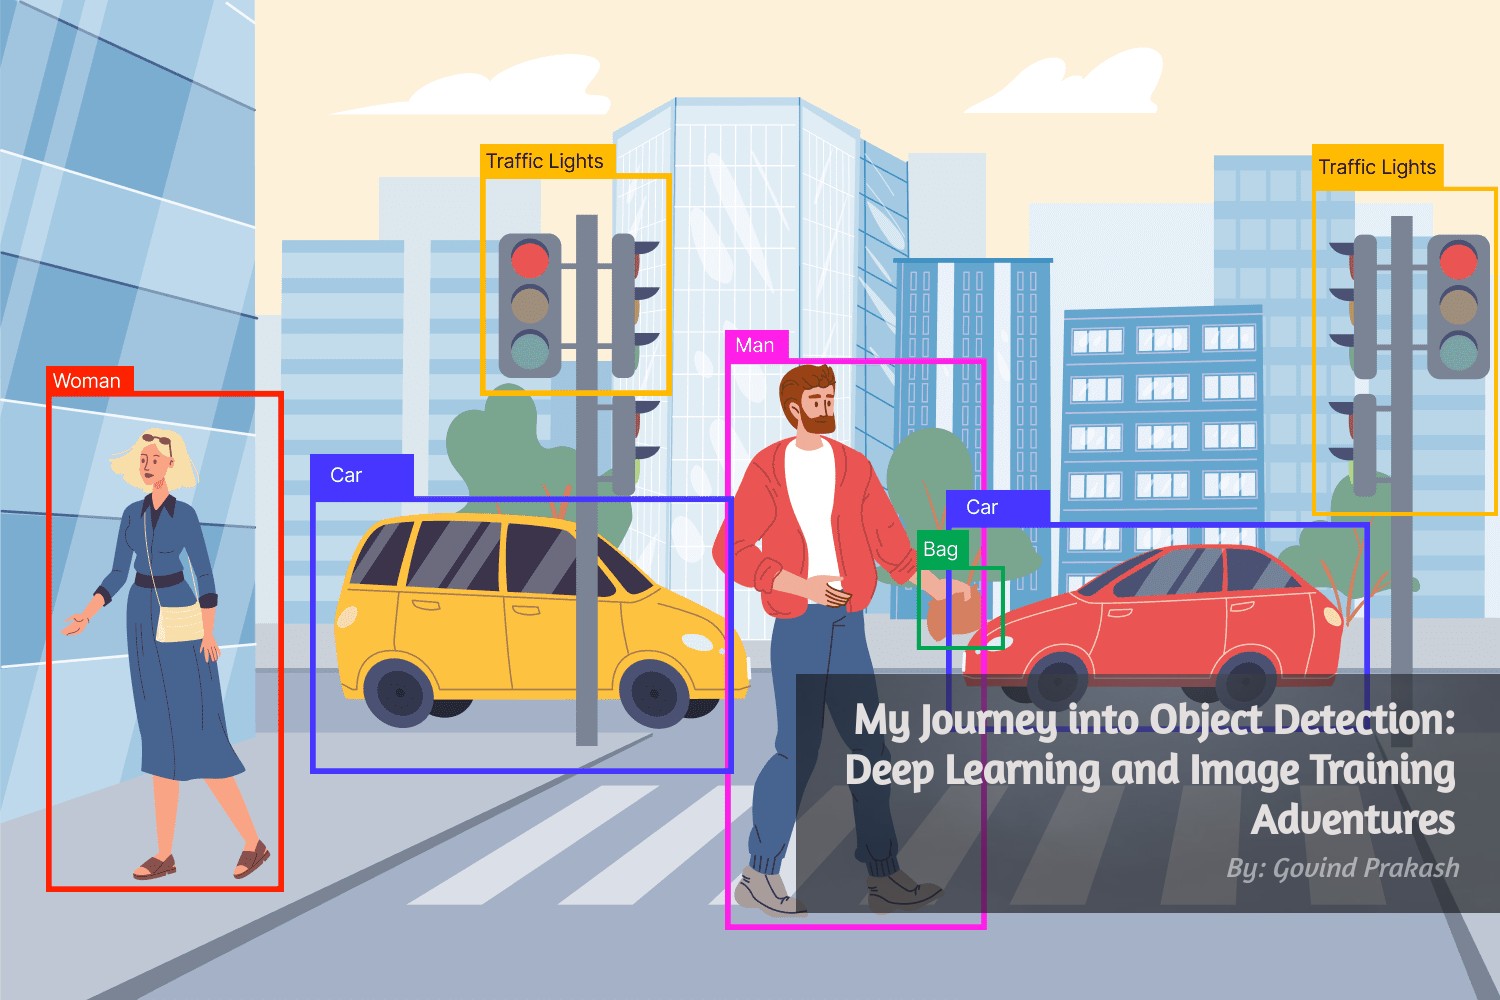 Traffic Lights
Traffic Lights
Man
Woman
Car
Car
Bag
My Journey into Object Detection:
Deep Learning and Image Training
Adventures
By: Govind Prakash